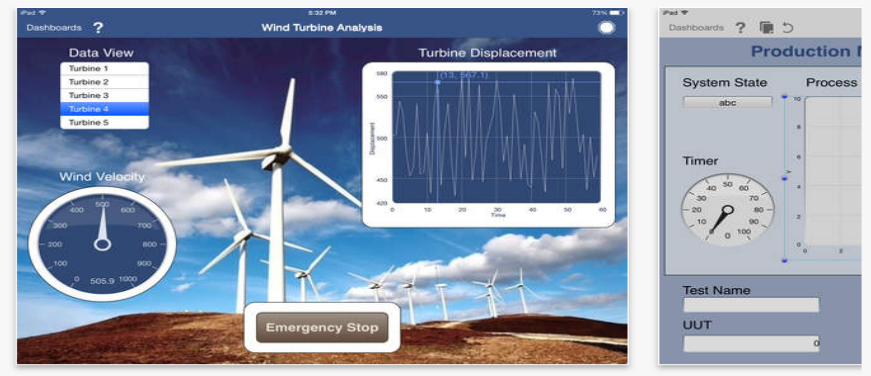 iPad 5:32 PM 73%
Dashboards ? Wind Turbine Analysis
Data View
Turbine 1
Turbine 2
Turbine 3
Turbine 4
Turbine 5
Turbine Displacement
(13, 567.1)
580
550
500
450
420
Displacement
0 10 20 30 40 50 60
Time
Wind Velocity
0 100 200 300 400 500 600 700 800 900 1000
505.9
Emergency Stop
iPad
Dashboards ?
Production
System State
abc
Process
10
8
6
4
2
0
0 2
Timer
0 10 20 30 40 50 60 70 80 90 100
Test Name
UUT
0